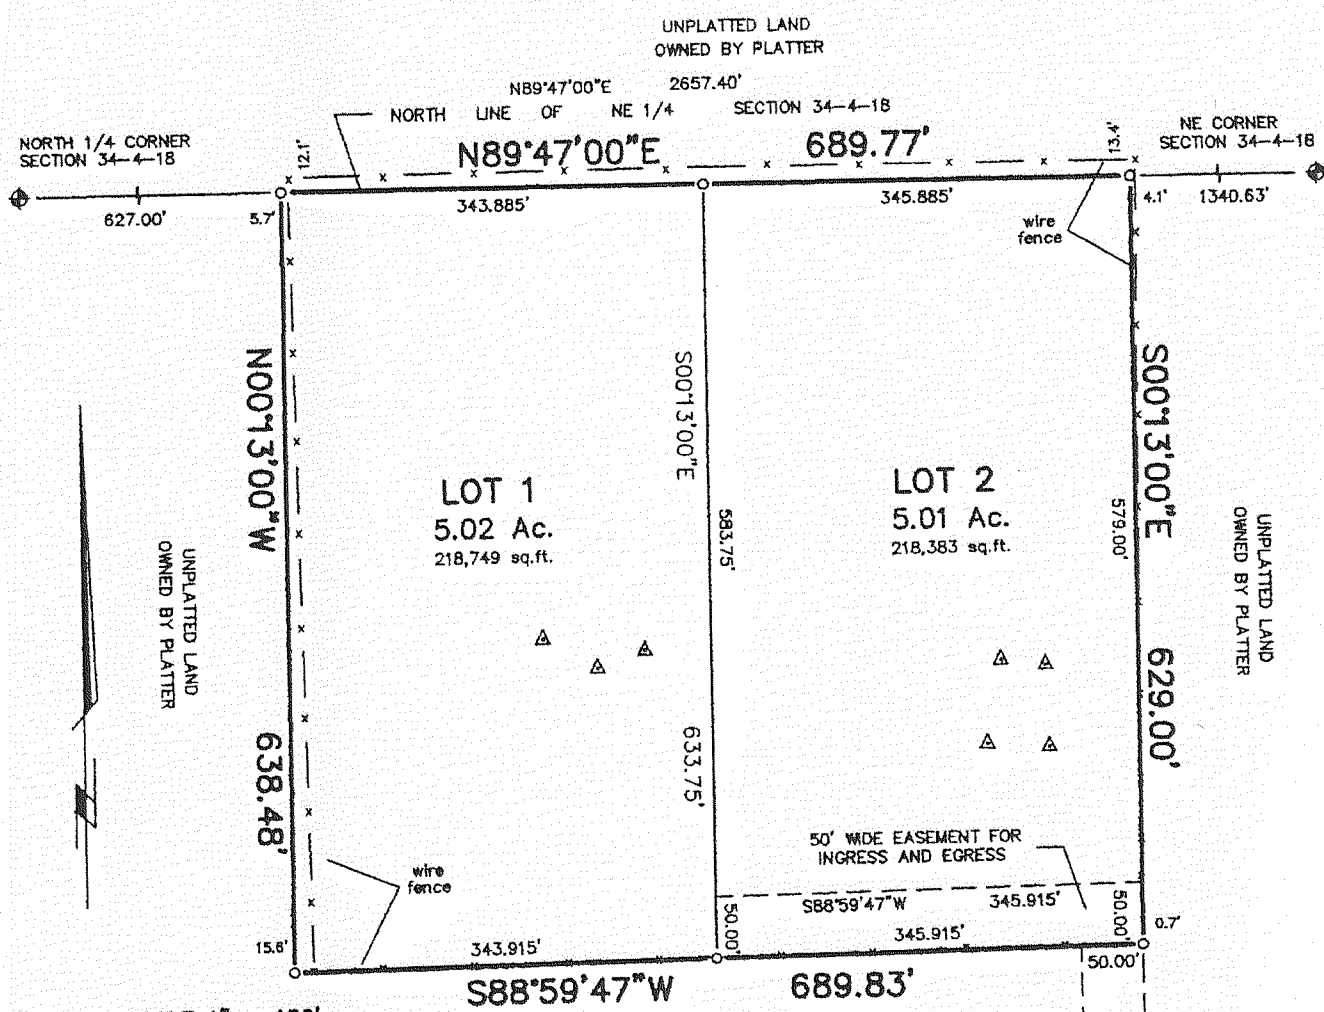 UNPLATTED LAND
OWNED BY PLATTER
N89°47'00"E 2657.40'
NORTH LINE OF NE 1/4 SECTION 34-4-18
NORTH 1/4 CORNER
SECTION 34-4-18
NE CORNER
SECTION 34-4-18
12.1'
N89°47'00"E 689.77'
13.4'
627.00'
5.7'
343.885'
345.885'
4.1'
1340.63'
wire
fence
N00°13'00"W
638.48'
S00°13'00"E
583.75'
633.75'
S00°13'00"E
579.00'
629.00'
LOT 1
5.02 Ac.
218,749 sq.ft.
LOT 2
5.01 Ac.
218,383 sq.ft.
UNPLATTED LAND
OWNED BY PLATTER
UNPLATTED LAND
OWNED BY PLATTER
50' WIDE EASEMENT FOR
INGRESS AND EGRESS
wire
fence
S88°59'47"W 345.915'
50.00'
50.00'
0.7'
15.6'
343.915'
345.915'
50.00'
S88°59'47"W 689.83'